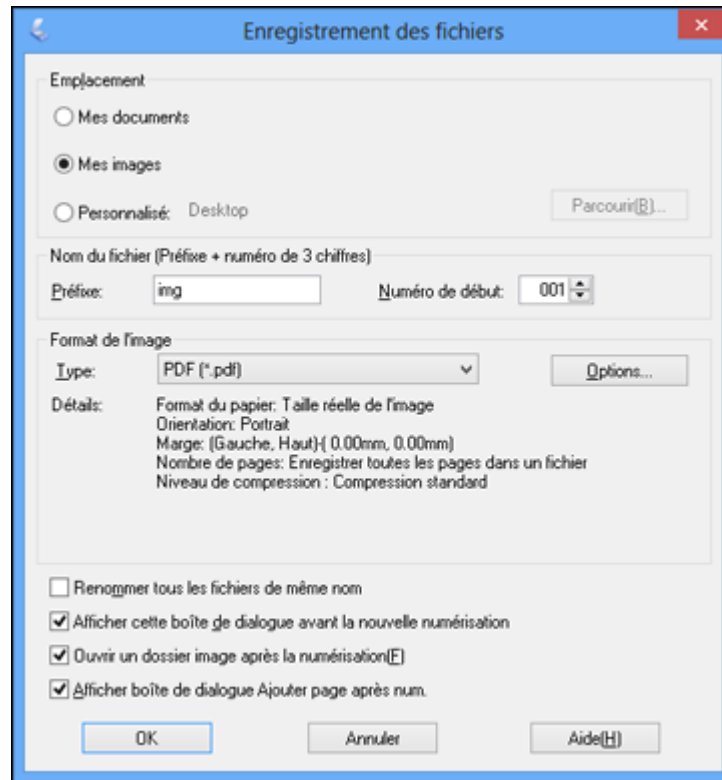 Enregistrement des fichiers
Emplacement
Mes documents
Mes images
Personnalisé: Desktop Parcourir(B)...
Nom du fichier (Préfixe + numéro de 3 chiffres)
Préfixe: img Numéro de début: 001
Format de l'image
Type: PDF (*.pdf) Options...
Détails: Format du papier: Taille réelle de l'image
Orientation: Portrait
Marge: (Gauche, Haut)-( 0.00mm, 0.00mm)
Nombre de pages: Enregistrer toutes les pages dans un fichier
Niveau de compression : Compression standard
Renommer tous les fichiers de même nom
Afficher cette boîte de dialogue avant la nouvelle numérisation
Ouvrir un dossier image après la numérisation(F)
Afficher boîte de dialogue Ajouter page après num.
OK Annuler Aide(H)